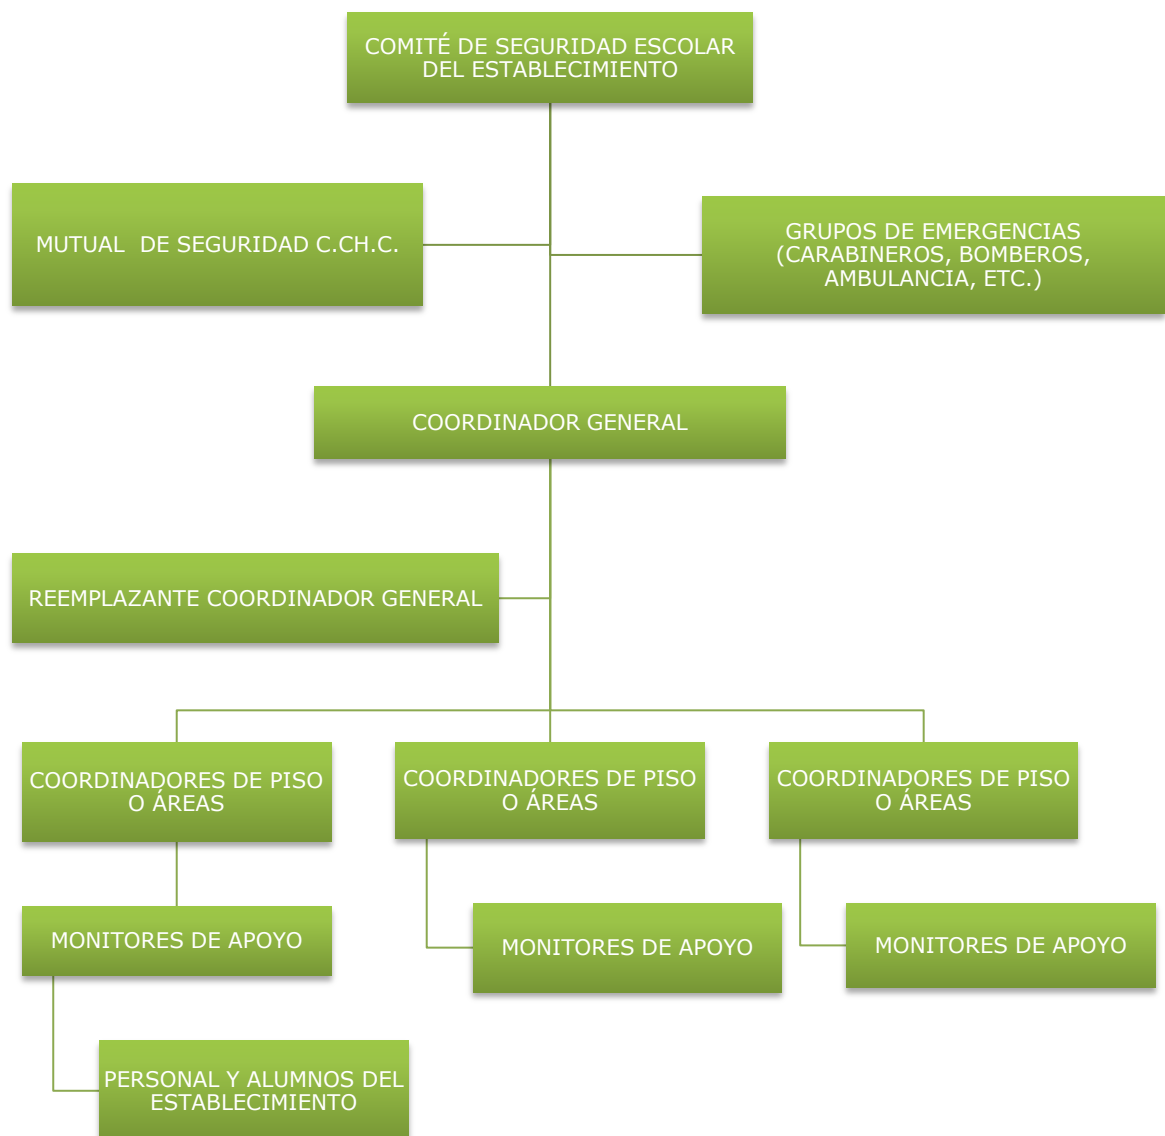 COMITÉ DE SEGURIDAD ESCOLAR
DEL ESTABLECIMIENTO
MUTUAL  DE SEGURIDAD C.CH.C.
GRUPOS DE EMERGENCIAS
(CARABINEROS, BOMBEROS,
AMBULANCIA, ETC.)
COORDINADOR GENERAL
REEMPLAZANTE COORDINADOR GENERAL
COORDINADORES DE PISO
O ÁREAS
COORDINADORES DE PISO
O ÁREAS
COORDINADORES DE PISO
O ÁREAS
MONITORES DE APOYO
MONITORES DE APOYO
MONITORES DE APOYO
PERSONAL Y ALUMNOS DEL
ESTABLECIMIENTO